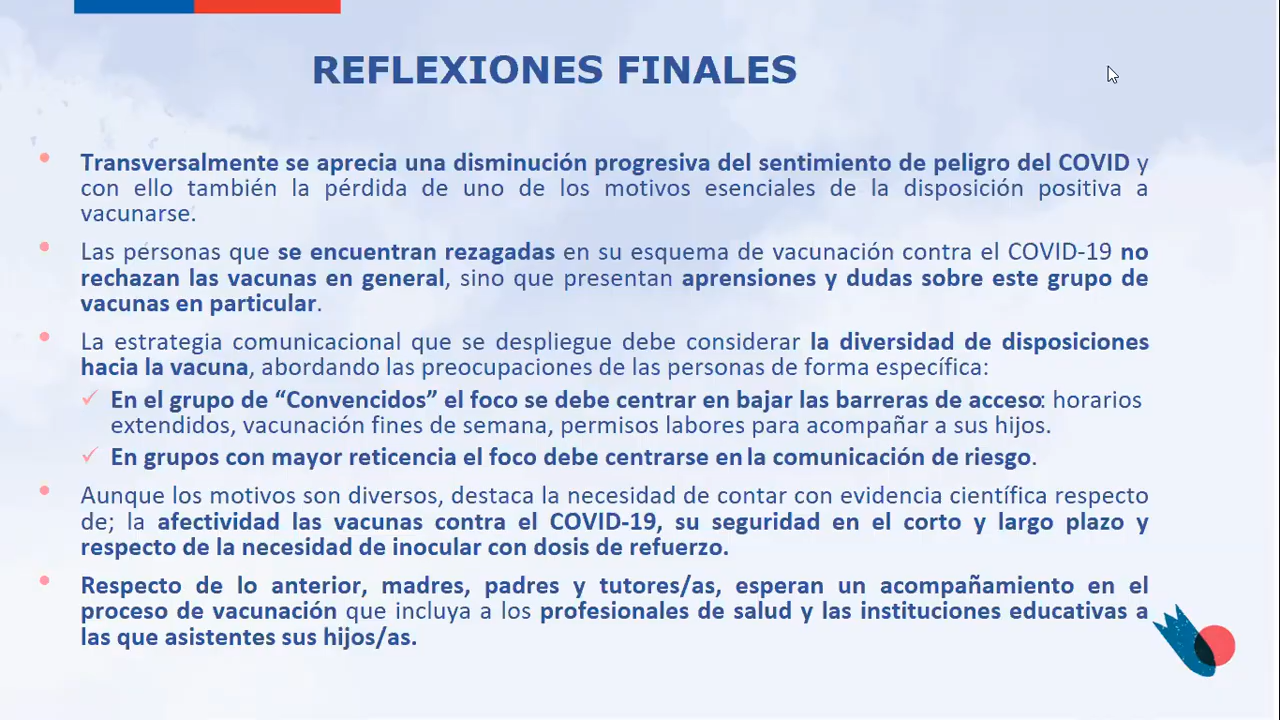 REFLEXIONES FINALES
• Transversalmente se aprecia una disminución progresiva del sentimiento de peligro del COVID y
con ello también la pérdida de uno de los motivos esenciales de la disposición positiva a
vacunarse.
• Las personas que se encuentran rezagadas en su esquema de vacunación contra el COVID-19 no
rechazan las vacunas en general, sino que presentan aprensiones y dudas sobre este grupo de
vacunas en particular.
• La estrategia comunicacional que se despliegue debe considerar la diversidad de disposiciones
hacia la vacuna, abordando las preocupaciones de las personas de forma específica:
✓ En el grupo de “Convencidos” el foco se debe centrar en bajar las barreras de acceso: horarios
extendidos, vacunación fines de semana, permisos labores para acompañar a sus hijos.
✓ En grupos con mayor reticencia el foco debe centrarse en la comunicación de riesgo.
• Aunque los motivos son diversos, destaca la necesidad de contar con evidencia científica respecto
de; la afectividad las vacunas contra el COVID-19, su seguridad en el corto y largo plazo y
respecto de la necesidad de inocular con dosis de refuerzo.
• Respecto de lo anterior, madres, padres y tutores/as, esperan un acompañamiento en el
proceso de vacunación que incluya a los profesionales de salud y las instituciones educativas a
las que asistentes sus hijos/as.